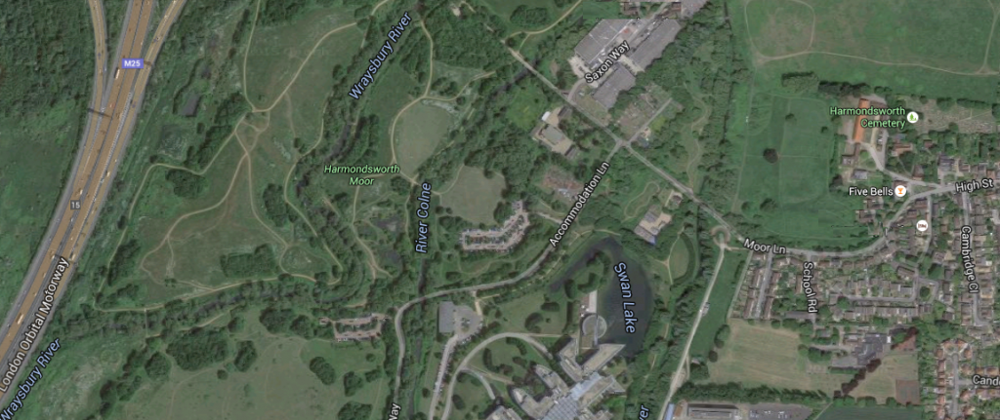 M25
Wraysbury River
Saxon Way
Harmondsworth
Cemetery
Harmondsworth
Moor
River Colne
15
Accommodation Ln
Five Bells
High St
Moor Ln
London Orbital Motorway
Swan Lake
School Rd
Cambridge Cl
Wraysbury River
Way
River